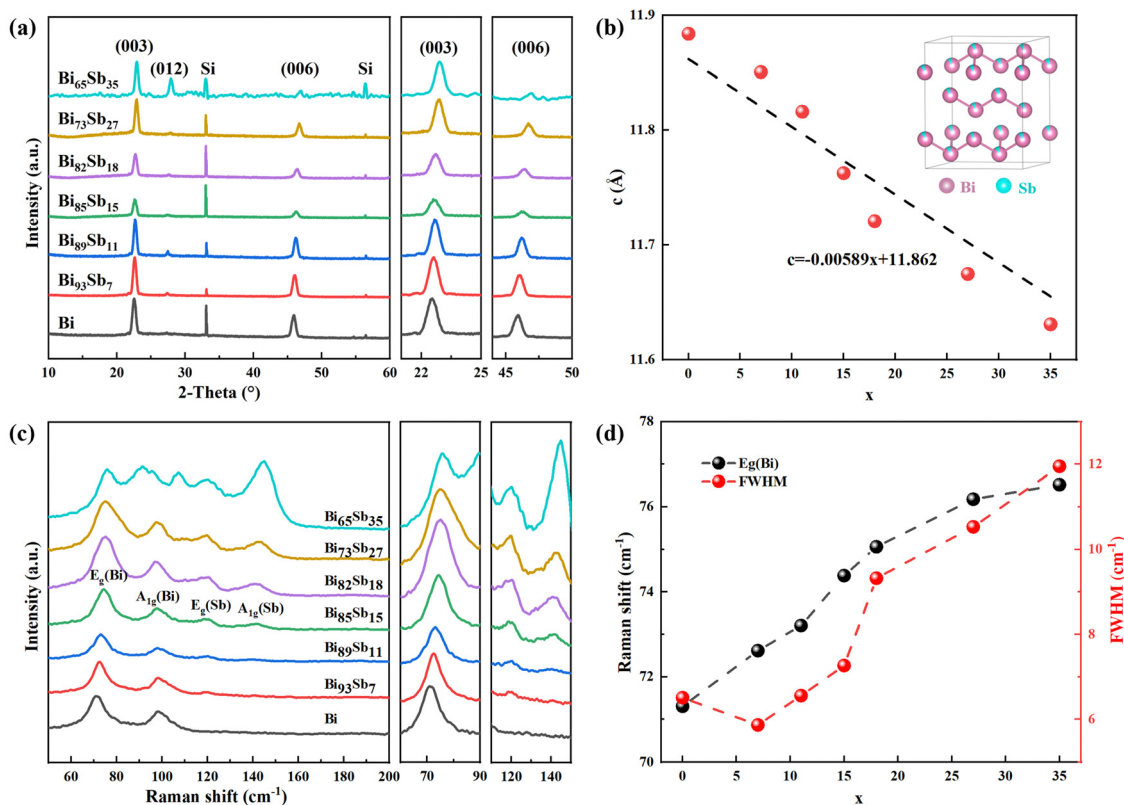 (a)
(003)
(012)
Si
(006)
Si
(003)
(006)
Bi65Sb35
Bi73Sb27
Bi82Sb18
Bi85Sb15
Bi89Sb11
Bi93Sb7
Bi
Intensity (a.u.)
10 20 30 40 50 60
22 25
45 50
2-Theta (°)
(b)
11.9
11.8
11.7
11.6
c (Å)
Bi Sb
c=-0.00589x+11.862
0 5 10 15 20 25 30 35
x
(c)
Bi65Sb35
Bi73Sb27
Bi82Sb18
Bi85Sb15
Bi89Sb11
Bi93Sb7
Bi
Eg(Bi)
A1g(Bi)
Eg(Sb)
A1g(Sb)
Intensity (a.u.)
60 80 100 120 140 160 180 200
70 90
120 140
Raman shift (cm-1)
(d)
Eg(Bi)
FWHM
78
76
74
72
70
Raman shift (cm-1)
12
10
8
6
FWHM (cm-1)
0 5 10 15 20 25 30 35
x